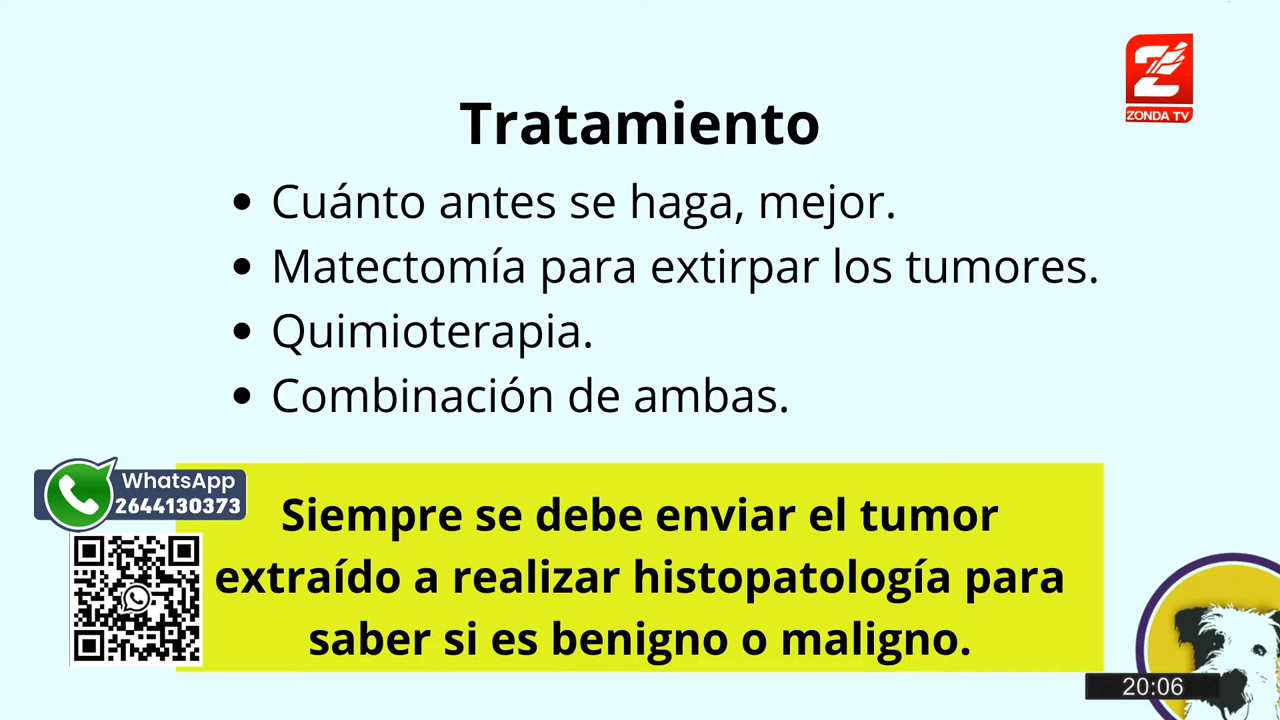 ZONDA TV
Tratamiento
• Cuánto antes se haga, mejor.
• Matectomía para extirpar los tumores.
• Quimioterapia.
• Combinación de ambas.
WhatsApp
2644130373
Siempre se debe enviar el tumor
extraído a realizar histopatología para
saber si es benigno o maligno.
20:06